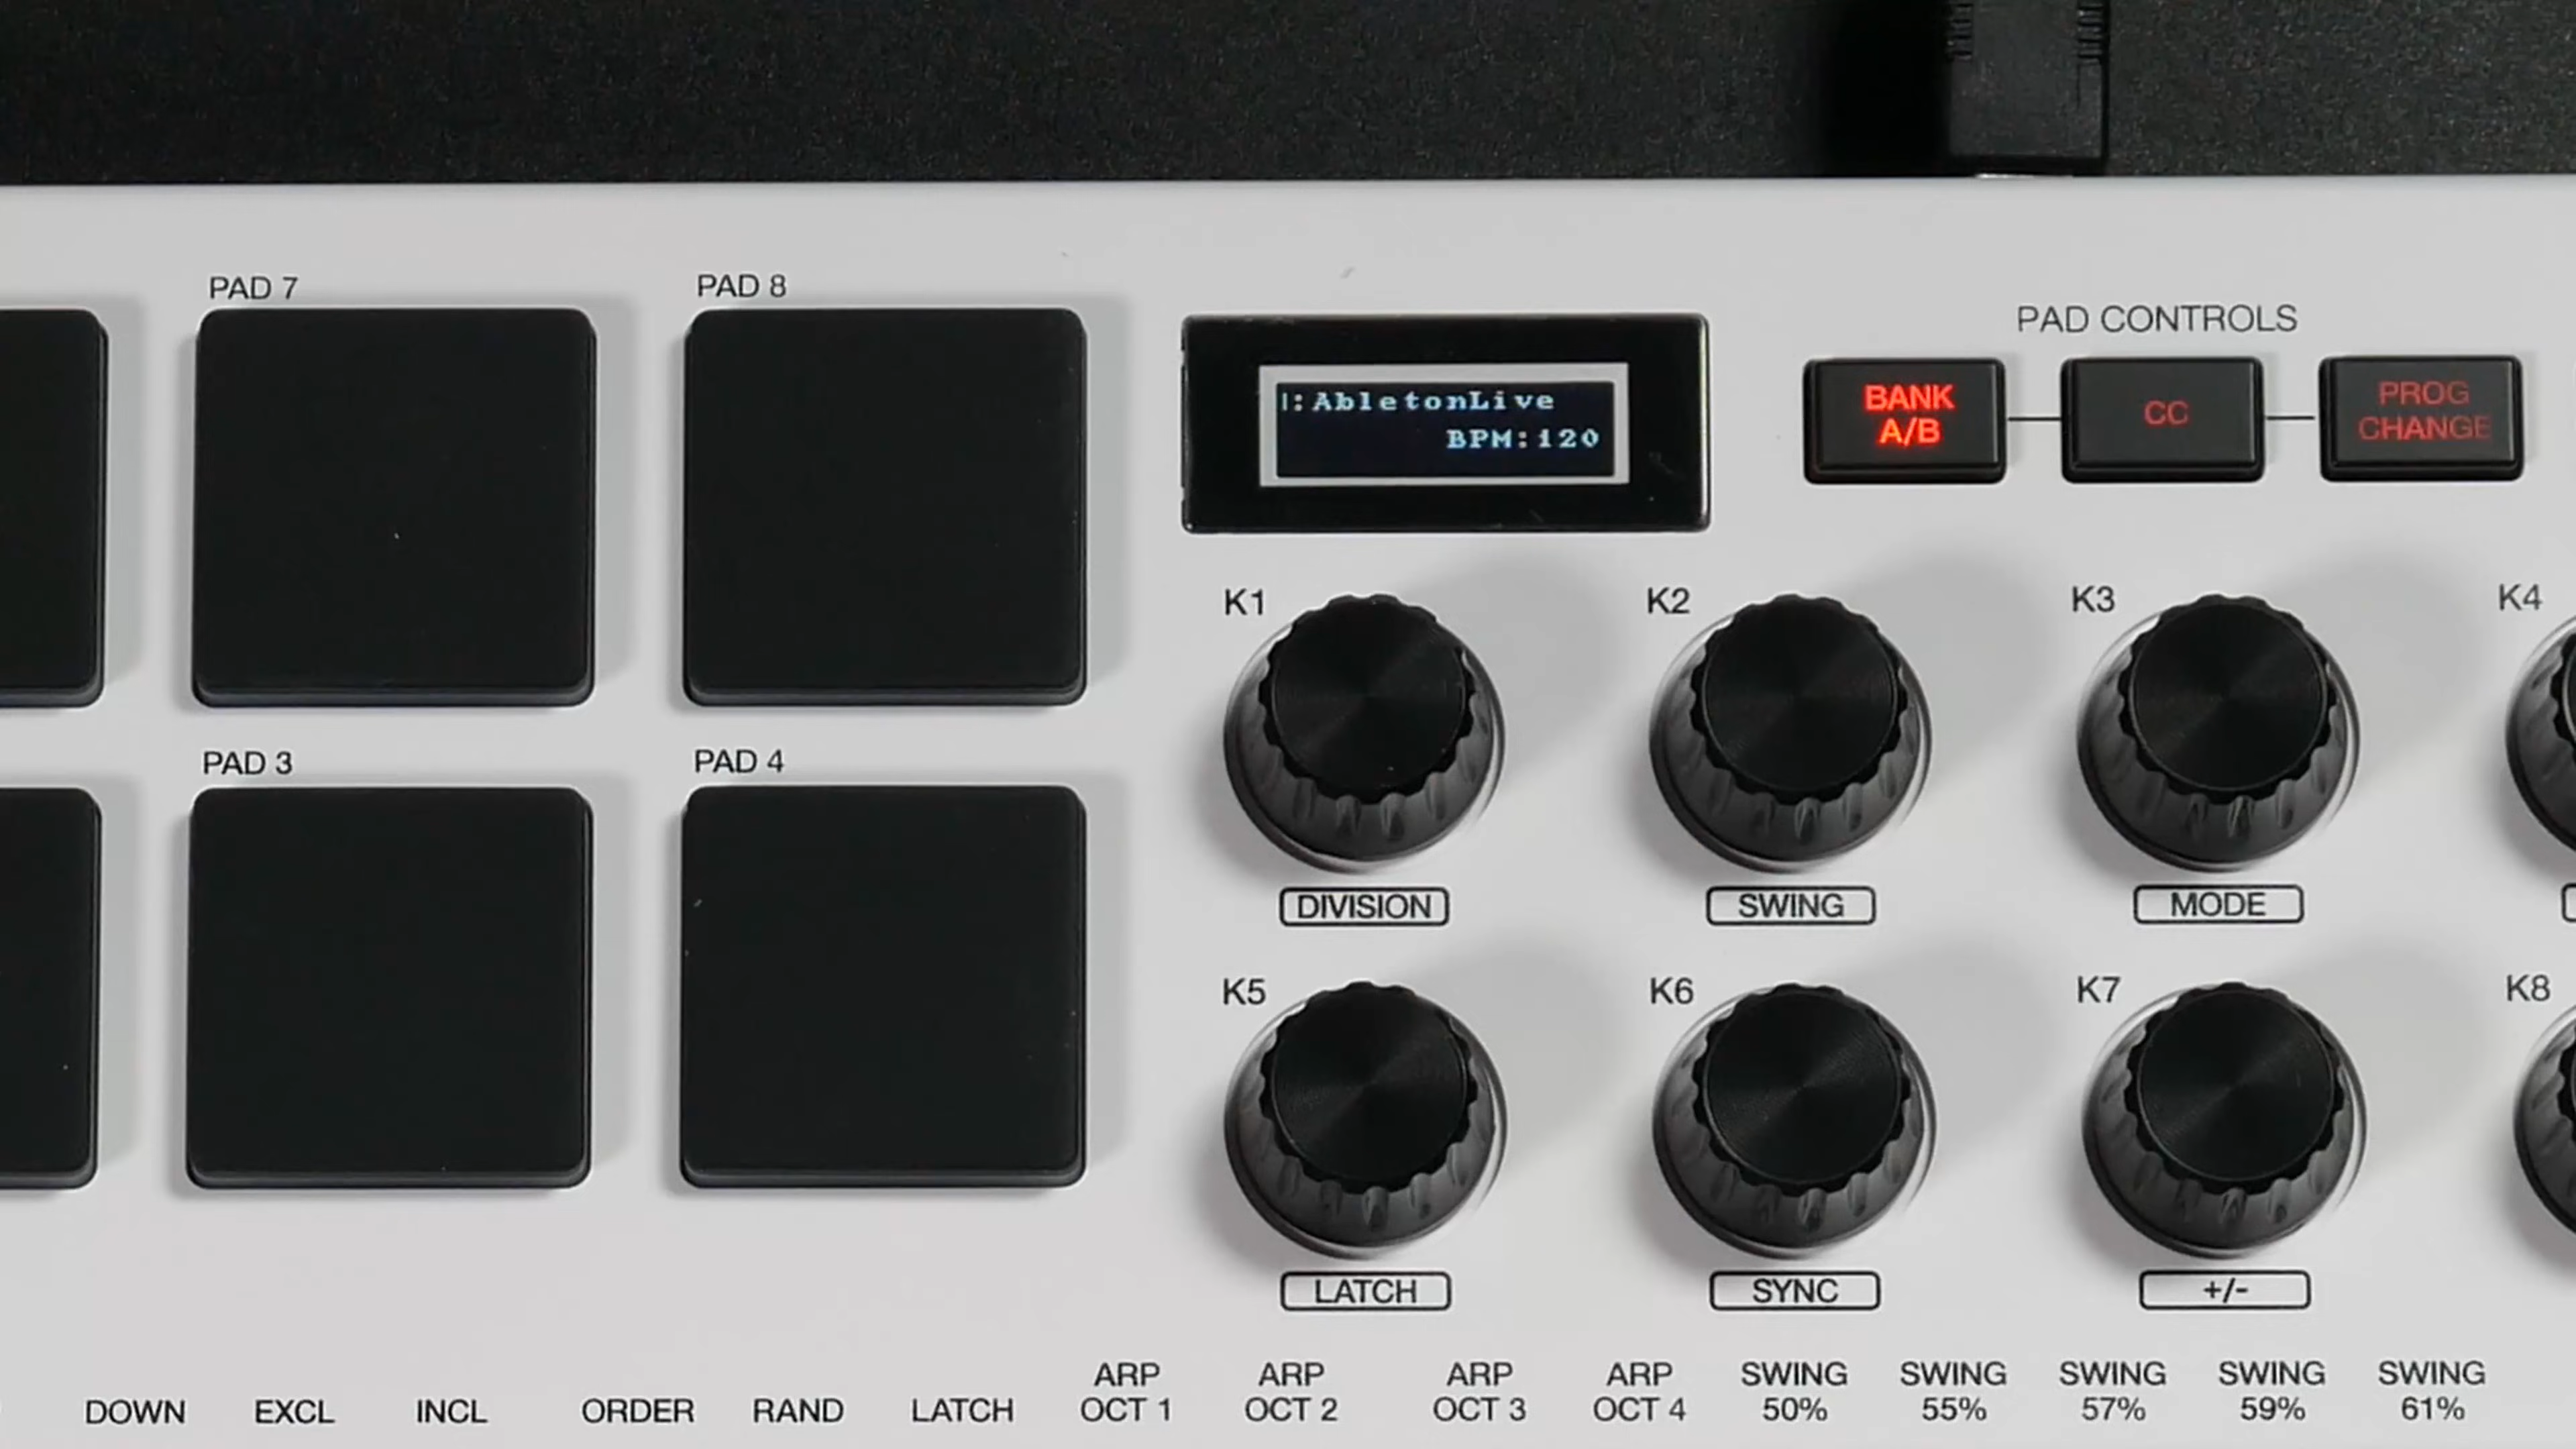 PAD 7
PAD 8
|:AbletonLive
BPM:120
PAD CONTROLS
BANK
A/B
CC
PROG
CHANGE
K1
K2
K3
K4
DIVISION
SWING
MODE
PAD 3
PAD 4
K5
K6
K7
K8
LATCH
SYNC
+/-
DOWN
EXCL
INCL
ORDER
RAND
LATCH
ARP
OCT 1
ARP
OCT 2
ARP
OCT 3
ARP
OCT 4
SWING
50%
SWING
55%
SWING
57%
SWING
59%
SWING
61%